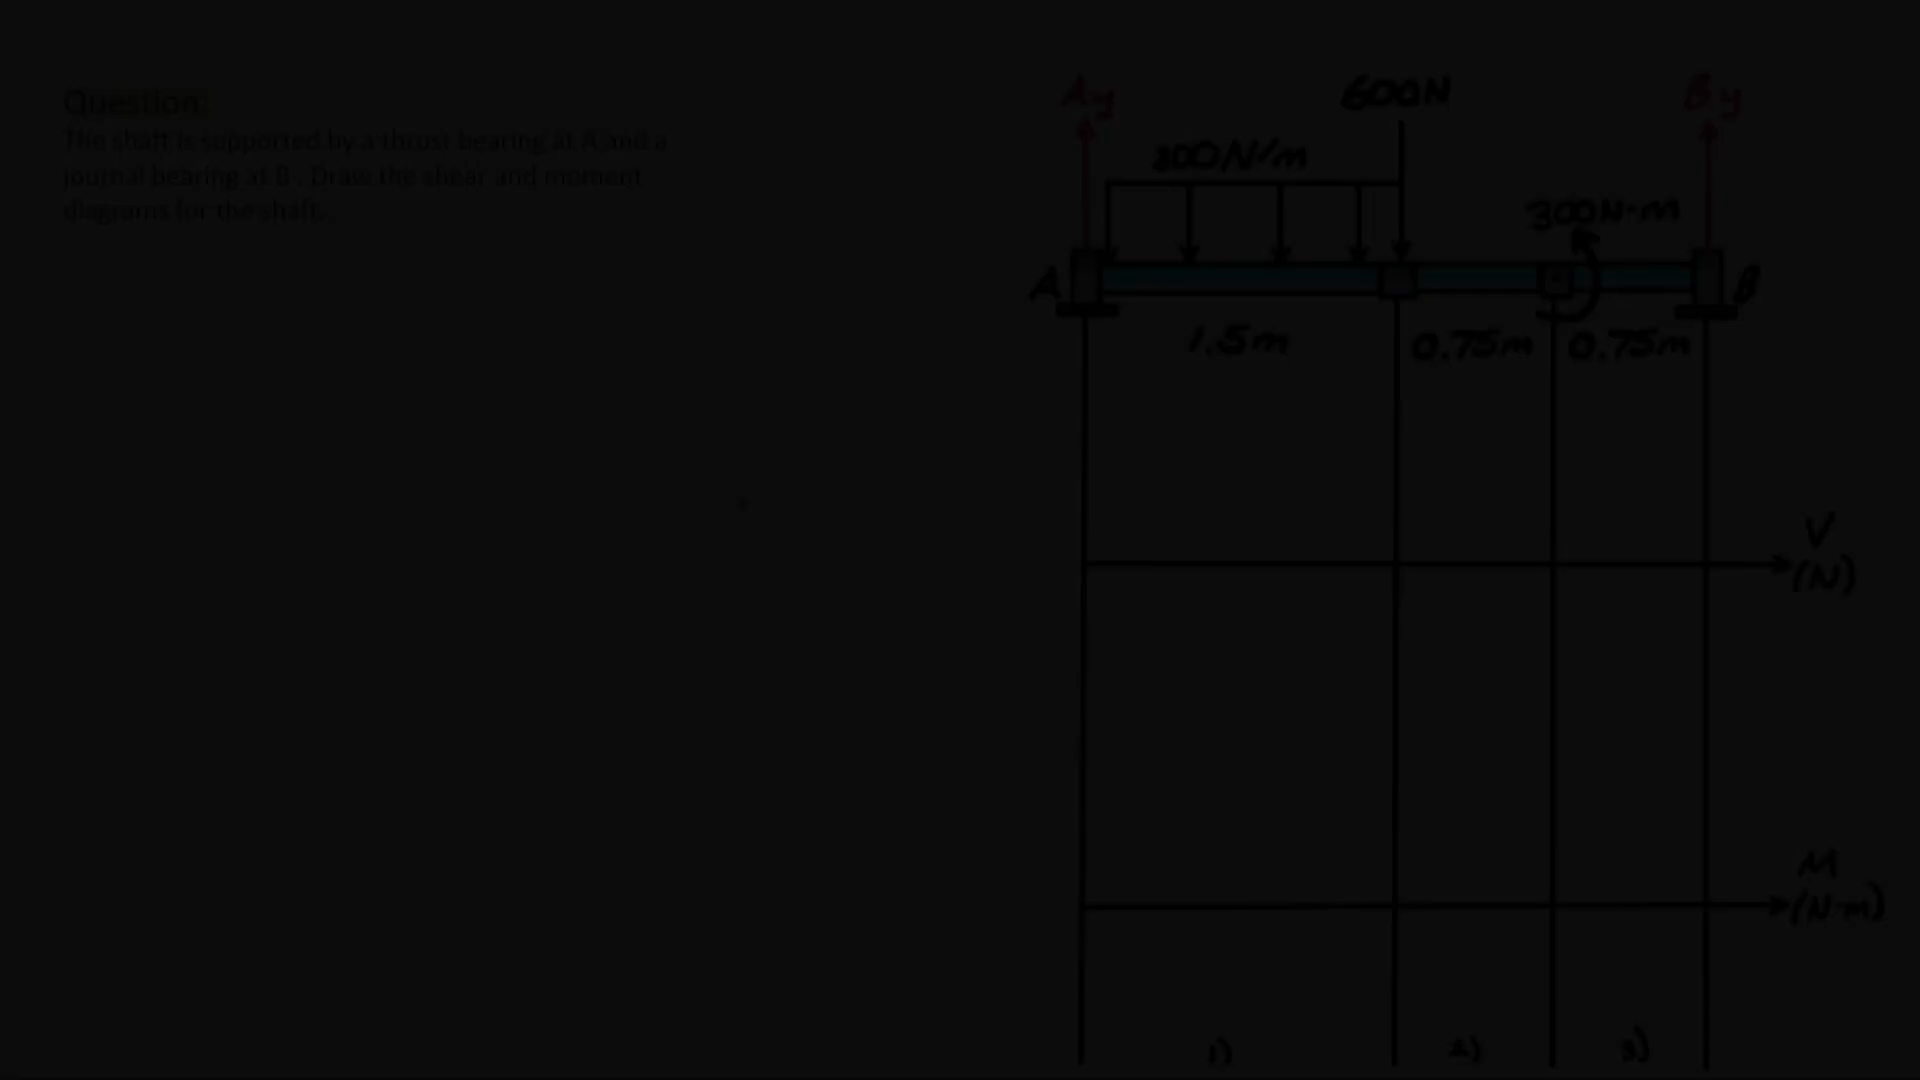 Question:
The shaft is supported by a thrust bearing at A and a
journal bearing at B . Draw the shear and moment
diagrams for the shaft.
Ay
600N
By
800N/m
300N·m
A
B
1.5m
0.75m
0.75m
V
(N)
M
(N·m)
1)
2)
3)